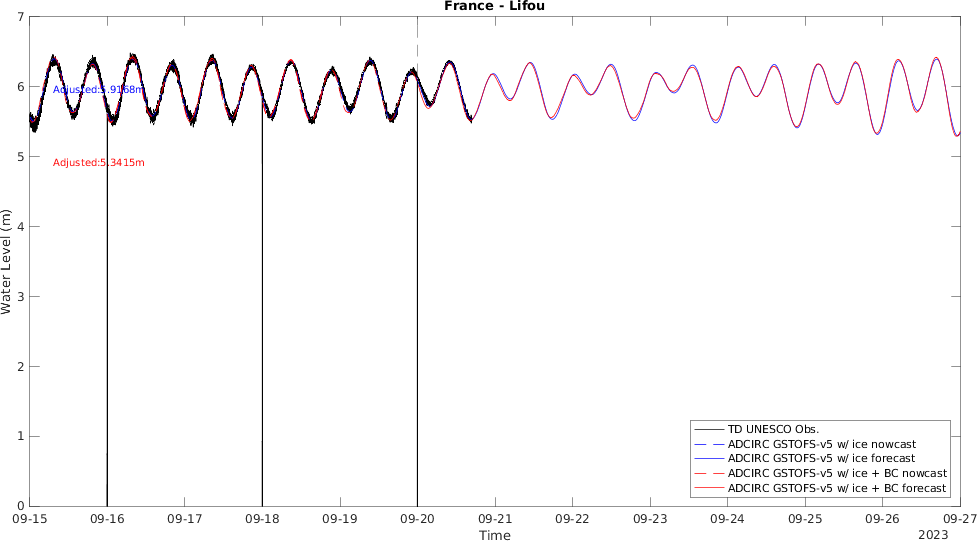 France - Lifou
7
6
5
4
3
2
1
0
Water Level (m)
Adjusted:5.9168m
Adjusted:5.3415m
TD UNESCO Obs.
ADCIRC GSTOFS-v5 w/ ice nowcast
ADCIRC GSTOFS-v5 w/ ice forecast
ADCIRC GSTOFS-v5 w/ ice + BC nowcast
ADCIRC GSTOFS-v5 w/ ice + BC forecast
09-15 09-16 09-17 09-18 09-19 09-20 09-21 09-22 09-23 09-24 09-25 09-26 09-27
Time
2023